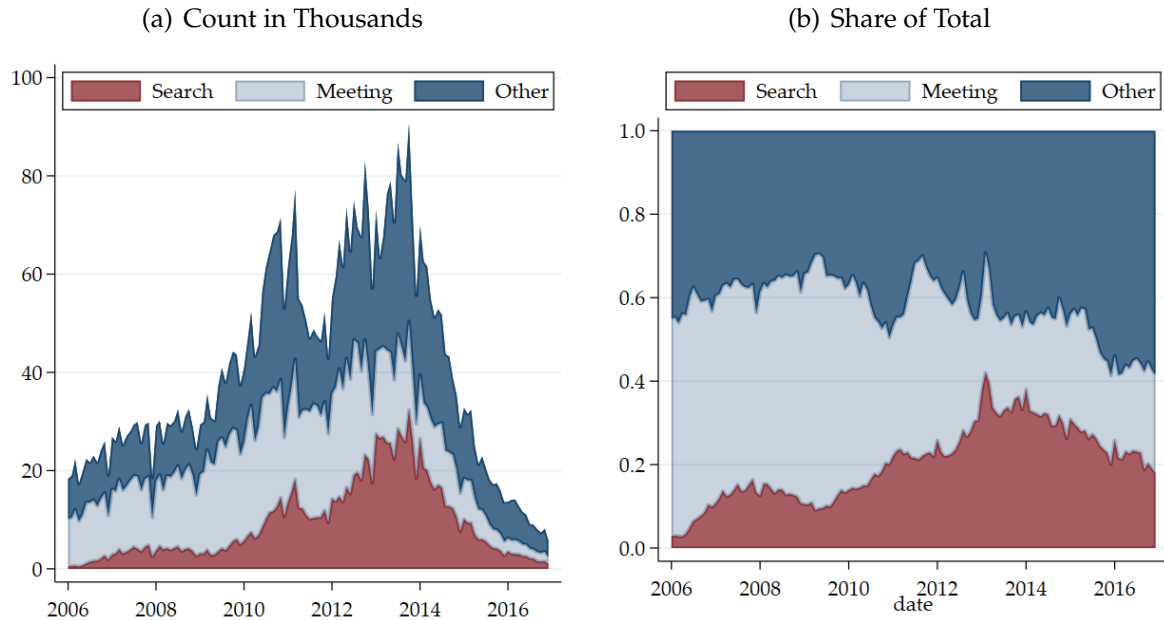 (a) Count in Thousands
Search Meeting Other
100
80
60
40
20
0
2006 2008 2010 2012 2014 2016
(b) Share of Total
Search Meeting Other
1.0
0.8
0.6
0.4
0.2
0.0
2006 2008 2010 2012 2014 2016
date